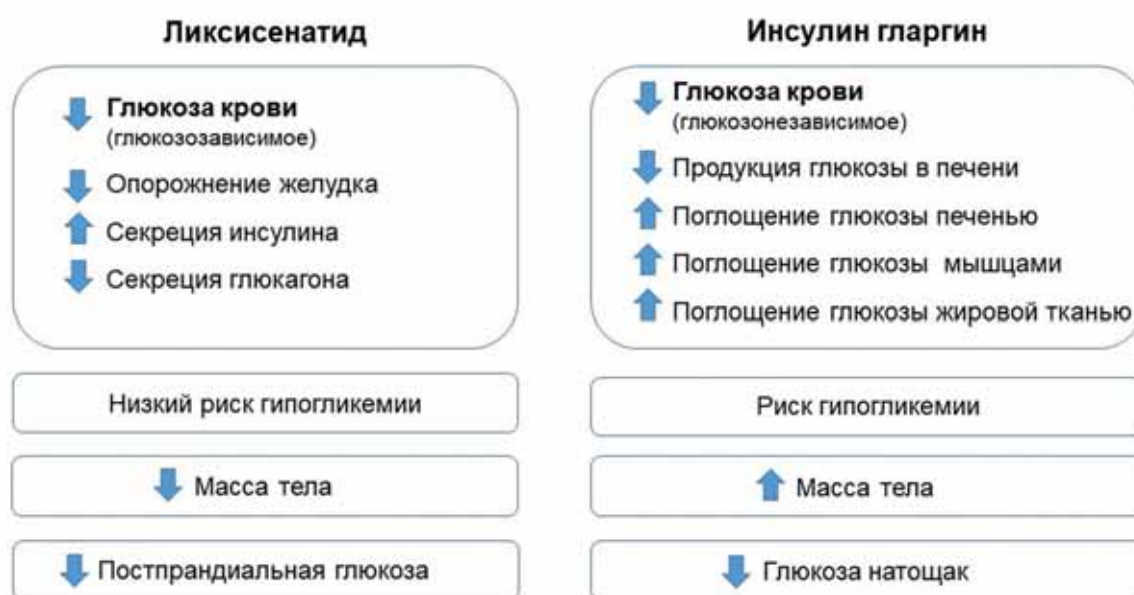 Ликсисенатид
Глюкоза крови
(глюкозозависимое)
Опорожнение желудка
Секреция инсулина
Секреция глюкагона
Низкий риск гипогликемии
Масса тела
Постпрандиальная глюкоза
Инсулин гларгин
Глюкоза крови
(глюкозонезависимое)
Продукция глюкозы в печени
Поглощение глюкозы печенью
Поглощение глюкозы мышцами
Поглощение глюкозы жировой тканью
Риск гипогликемии
Масса тела
Глюкоза натощак